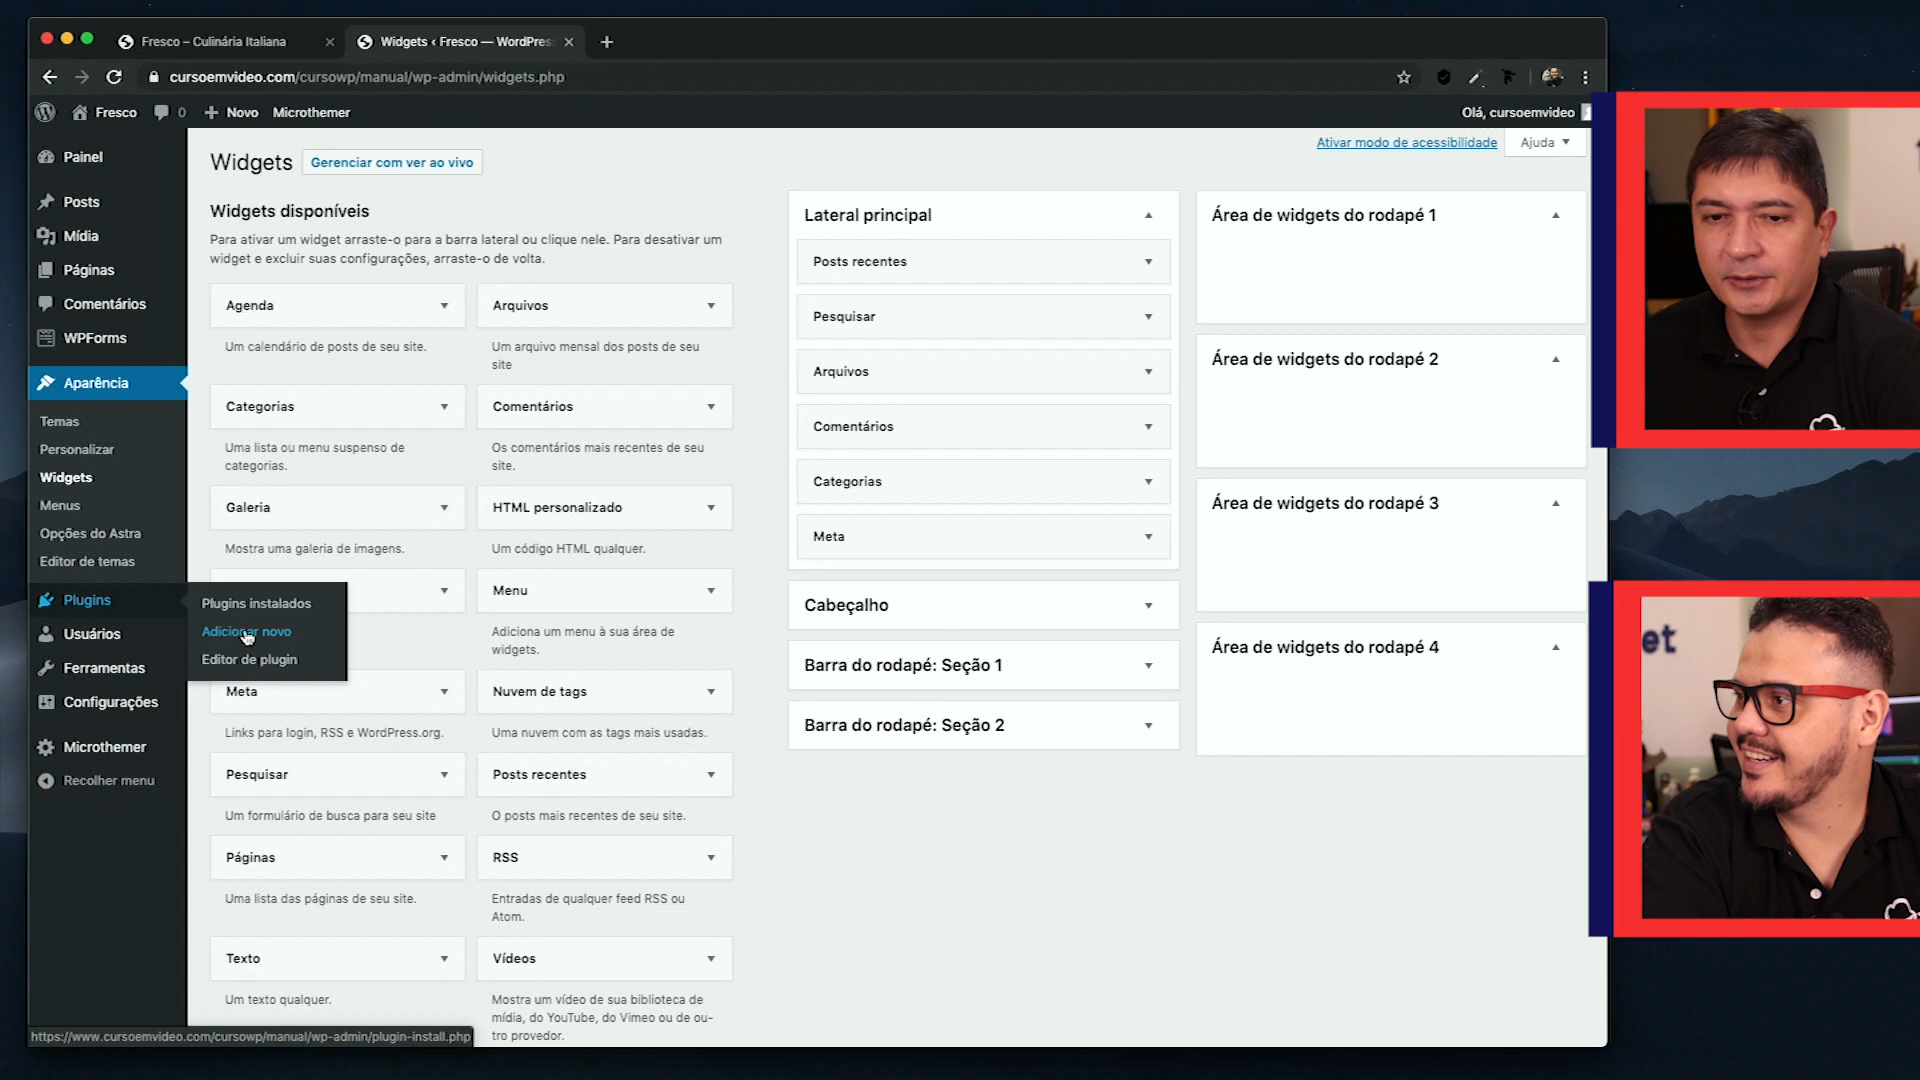 Fresco – Culinária Italiana
Widgets ‹ Fresco — WordPres
cursoemvideo.com/cursowp/manual/wp-admin/widgets.php
Fresco
0
Novo
Microthemer
Olá, cursoemvideo
Painel
Posts
Mídia
Páginas
Comentários
WPForms
Aparência
Temas
Personalizar
Widgets
Menus
Opções do Astra
Editor de temas
Plugins
Usuários
Ferramentas
Configurações
Microthemer
Recolher menu
Plugins instalados
Adicionar novo
Editor de plugin
Widgets
Gerenciar com ver ao vivo
Ativar modo de acessibilidade
Ajuda
Widgets disponíveis
Para ativar um widget arraste-o para a barra lateral ou clique nele. Para desativar um
widget e excluir suas configurações, arraste-o de volta.
Agenda
Um calendário de posts de seu site.
Arquivos
Um arquivo mensal dos posts de seu
site
Categorias
Uma lista ou menu suspenso de
categorias.
Comentários
Os comentários mais recentes de seu
site.
Galeria
Mostra uma galeria de imagens.
HTML personalizado
Um código HTML qualquer.
Menu
Adiciona um menu à sua área de
widgets.
Meta
Links para login, RSS e WordPress.org.
Nuvem de tags
Uma nuvem com as tags mais usadas.
Pesquisar
Um formulário de busca para seu site
Posts recentes
O posts mais recentes de seu site.
Páginas
Uma lista das páginas de seu site.
RSS
Entradas de qualquer feed RSS ou
Atom.
Texto
Um texto qualquer.
Vídeos
Mostra um vídeo de sua biblioteca de
mídia, do YouTube, do Vimeo ou de ou-
tro provedor.
Lateral principal
Posts recentes
Pesquisar
Arquivos
Comentários
Categorias
Meta
Cabeçalho
Barra do rodapé: Seção 1
Barra do rodapé: Seção 2
Área de widgets do rodapé 1
Área de widgets do rodapé 2
Área de widgets do rodapé 3
Área de widgets do rodapé 4
et
https://www.cursoemvideo.com/cursowp/manual/wp-admin/plugin-install.php